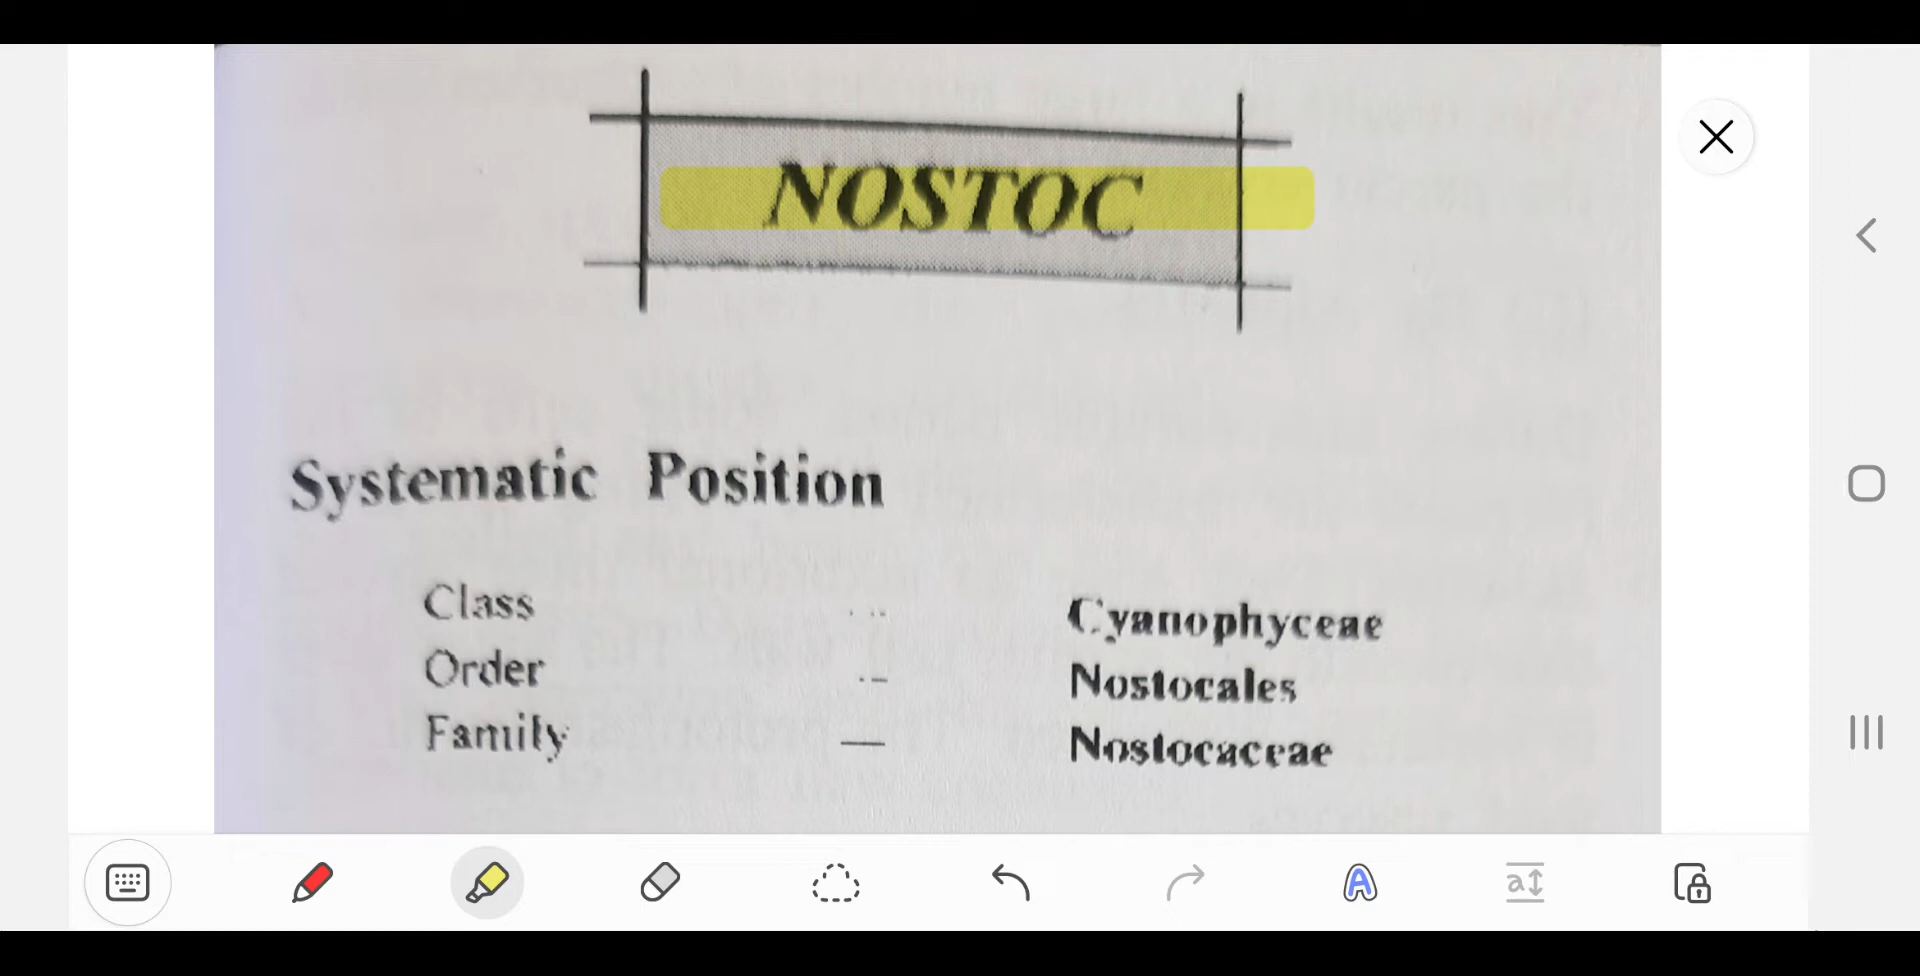 NOSTOC
Systematic Position
Class ... Cyanophyceae
Order .– Nostocales
Family — Nostocaceae